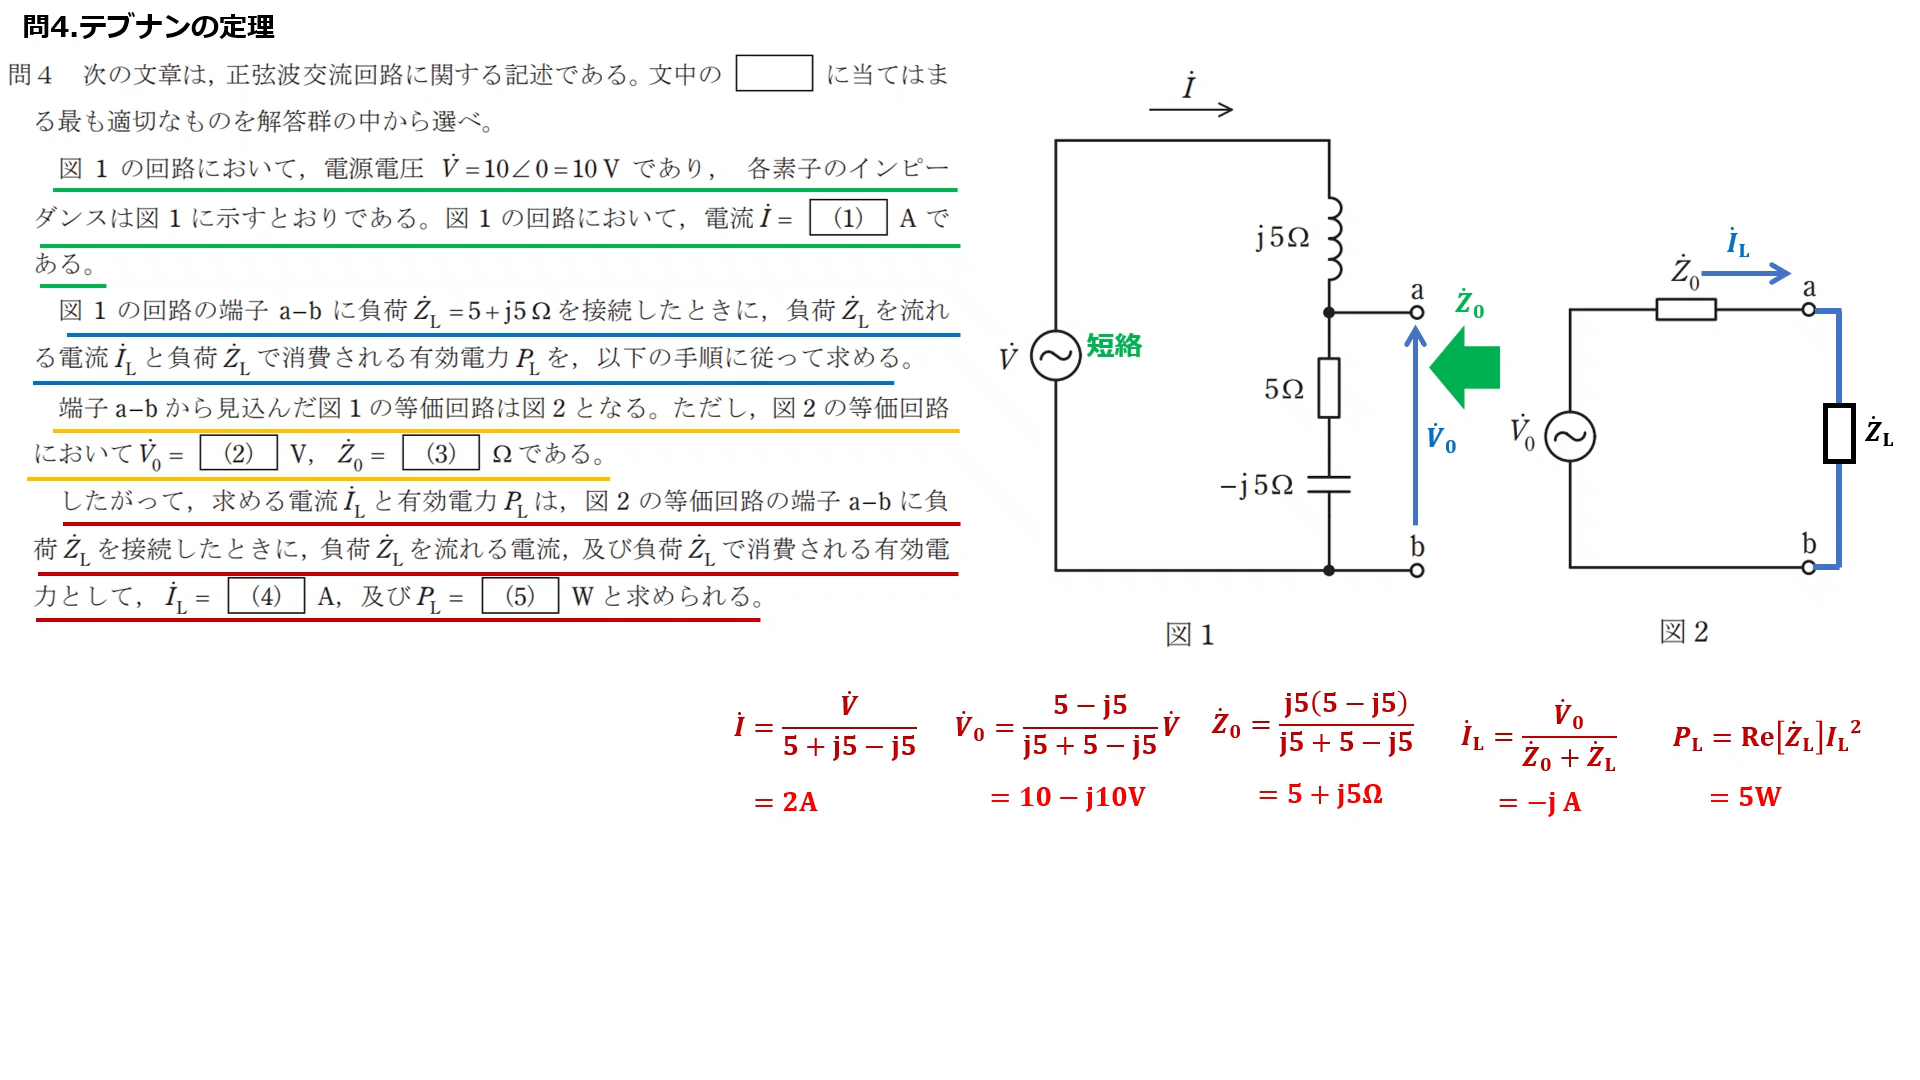 問4.テブナンの定理
問４　次の文章は，正弦波交流回路に関する記述である。文中の　　　に当てはま
る最も適切なものを解答群の中から選べ。
図 1 の回路において，電源電圧 V̇ =10∠0=10 V であり，各素子のインピー
ダンスは図 1 に示すとおりである。図 1 の回路において，電流 İ = (1) A で
ある。
図 1 の回路の端子 a–b に負荷 Ż_L =5+j5 Ω を接続したときに，負荷 Ż_L を流れ
る電流 İ_L と負荷 Ż_L で消費される有効電力 P_L を，以下の手順に従って求める。
端子 a–b から見込んだ図 1 の等価回路は図 2 となる。ただし，図 2 の等価回路
において V̇_0 = (2) V， Ż_0 = (3) Ω である。
したがって，求める電流 İ_L と有効電力 P_L は，図 2 の等価回路の端子 a–b に負
荷 Ż_L を接続したときに，負荷 Ż_L を流れる電流，及び負荷 Ż_L で消費される有効電
力として，İ_L = (4) A，及び P_L = (5) W と求められる。
İ
j5Ω
a
Ż_0
V̇
短絡
5Ω
V̇_0
−j5Ω
b
図 1
İ_L
Ż_0
a
V̇_0
Ż_L
b
図 2
İ = V̇ / (5 + j5 − j5)
= 2A
V̇_0 = (5 − j5) / (j5 + 5 − j5) V̇
= 10 − j10V
Ż_0 = j5(5 − j5) / (j5 + 5 − j5)
= 5 + j5Ω
İ_L = V̇_0 / (Ż_0 + Ż_L)
= −j A
P_L = Re[Ż_L]I_L²
= 5W